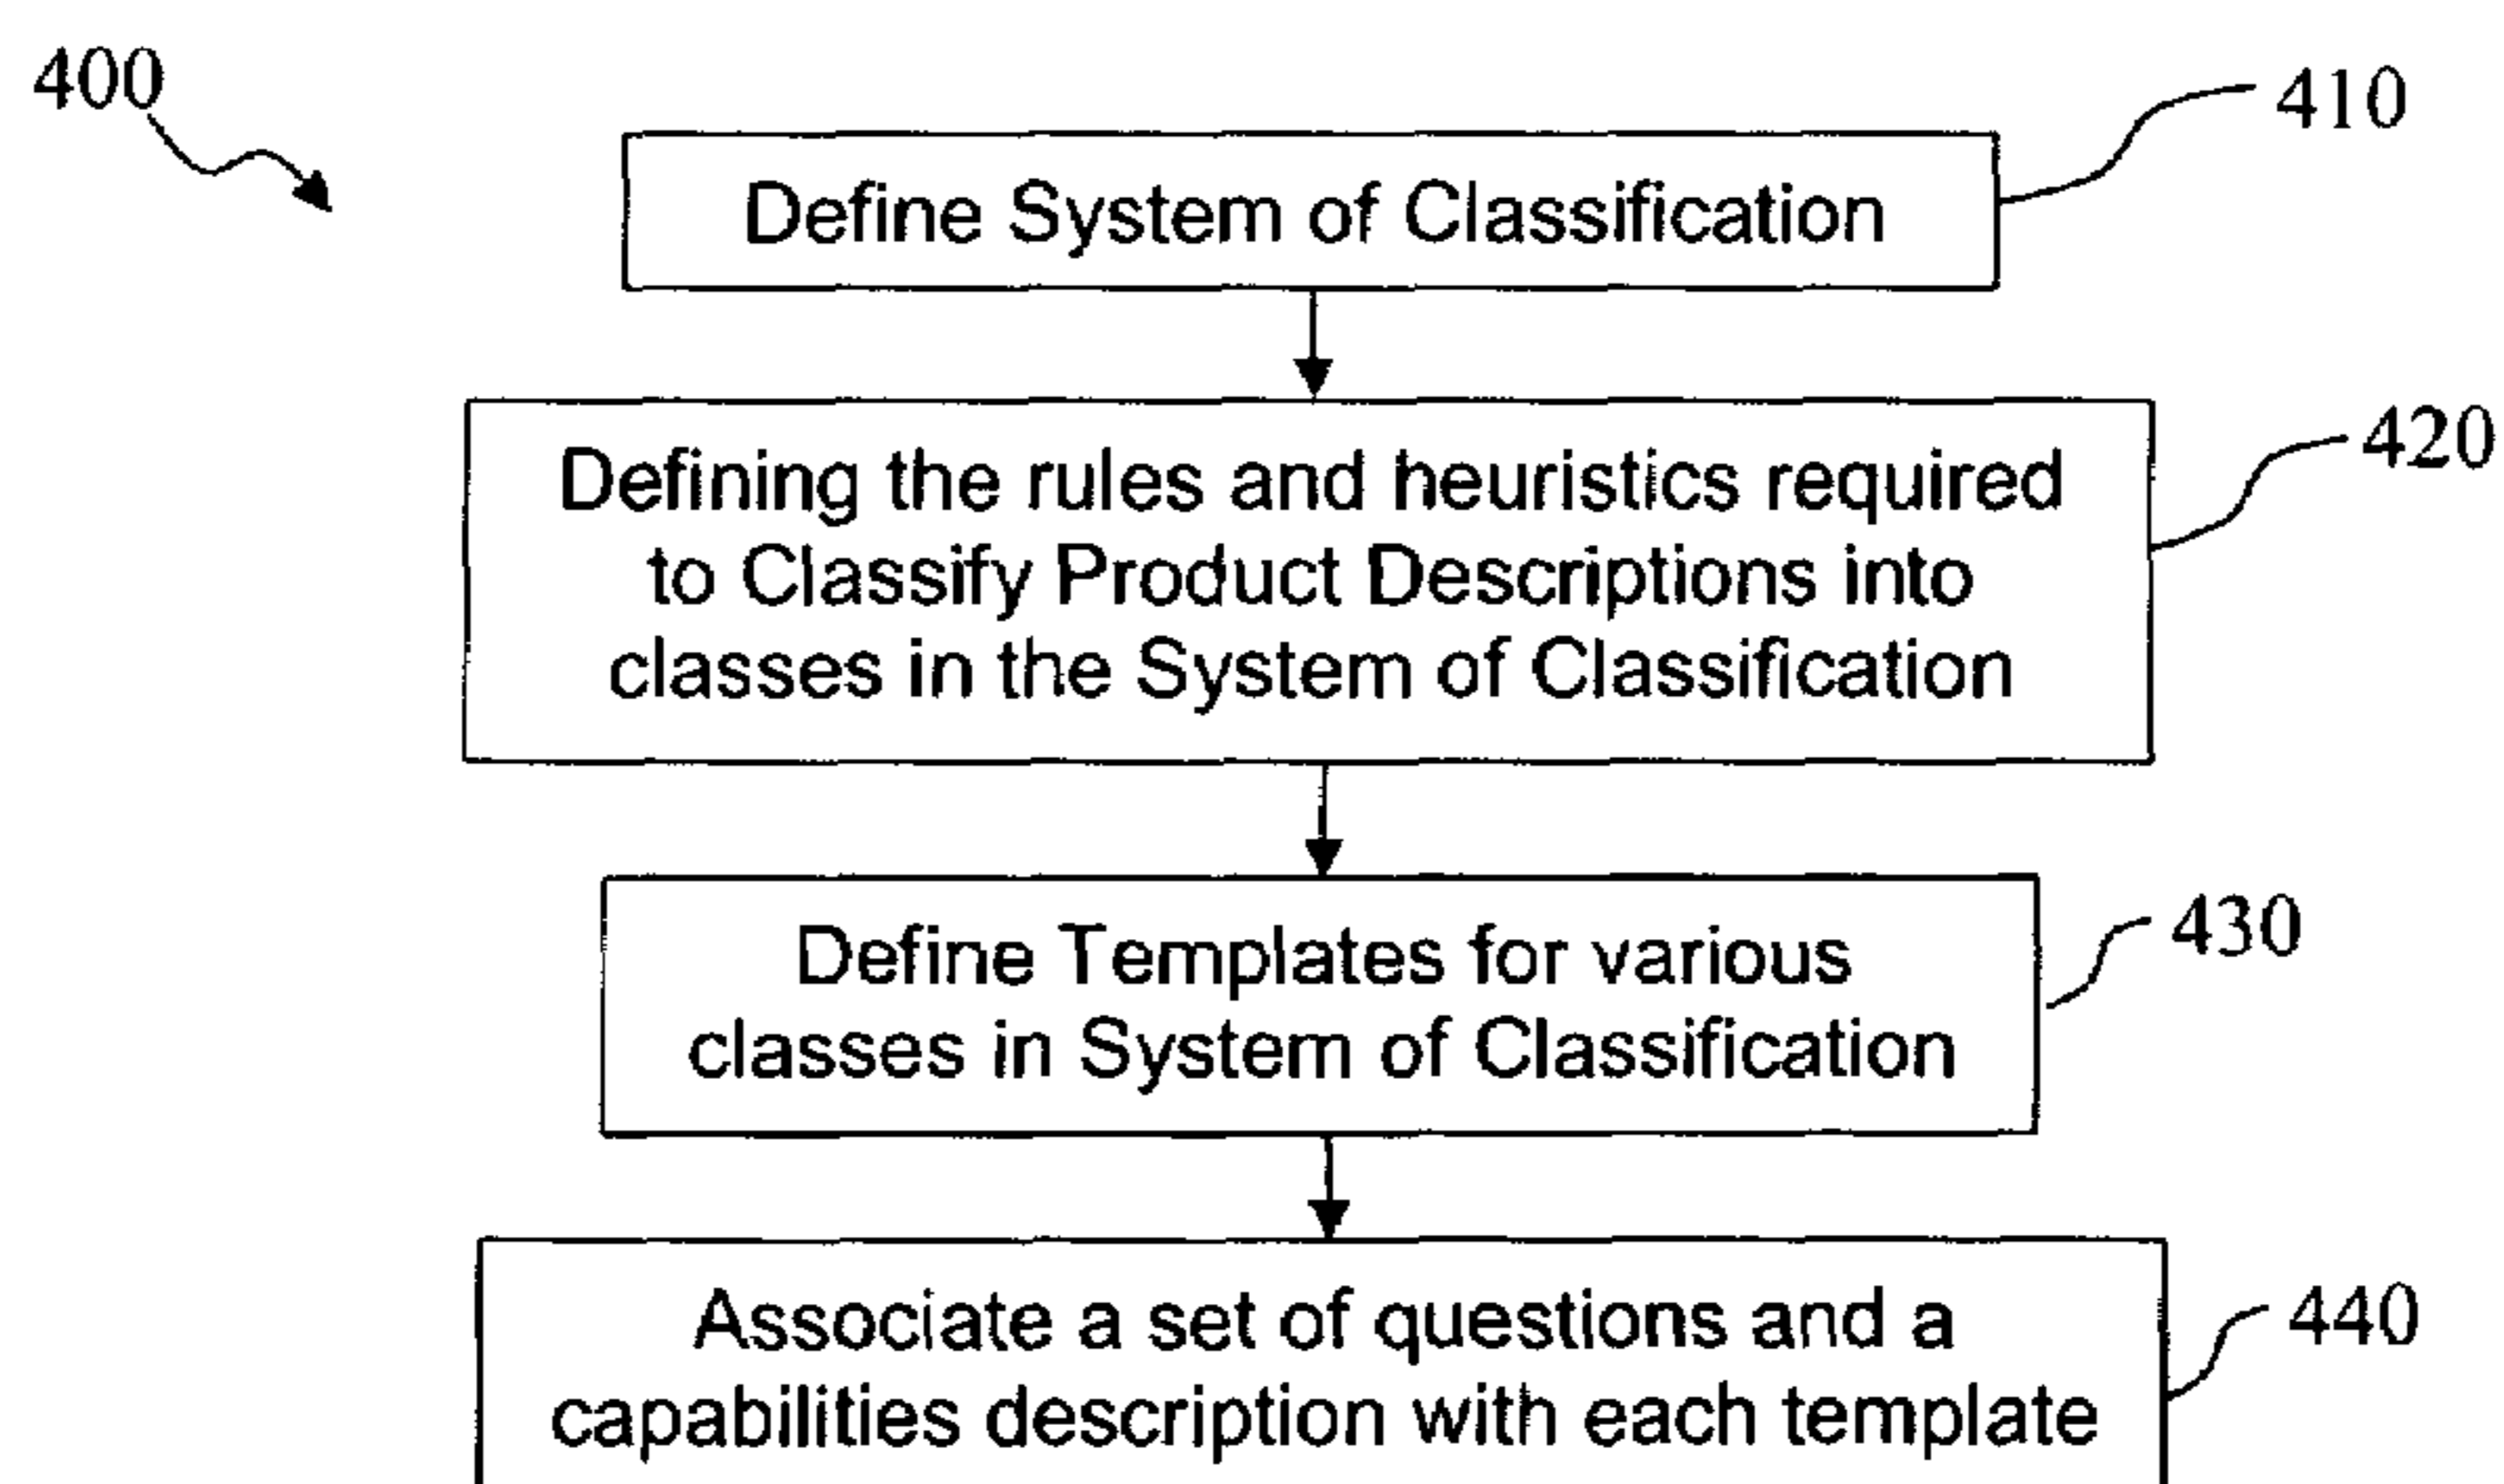 400
410
Define System of Classification
420
Defining the rules and heuristics required
to Classify Product Descriptions into
classes in the System of Classification
430
Define Templates for various
classes in System of Classification
440
Associate a set of questions and a
capabilities description with each template